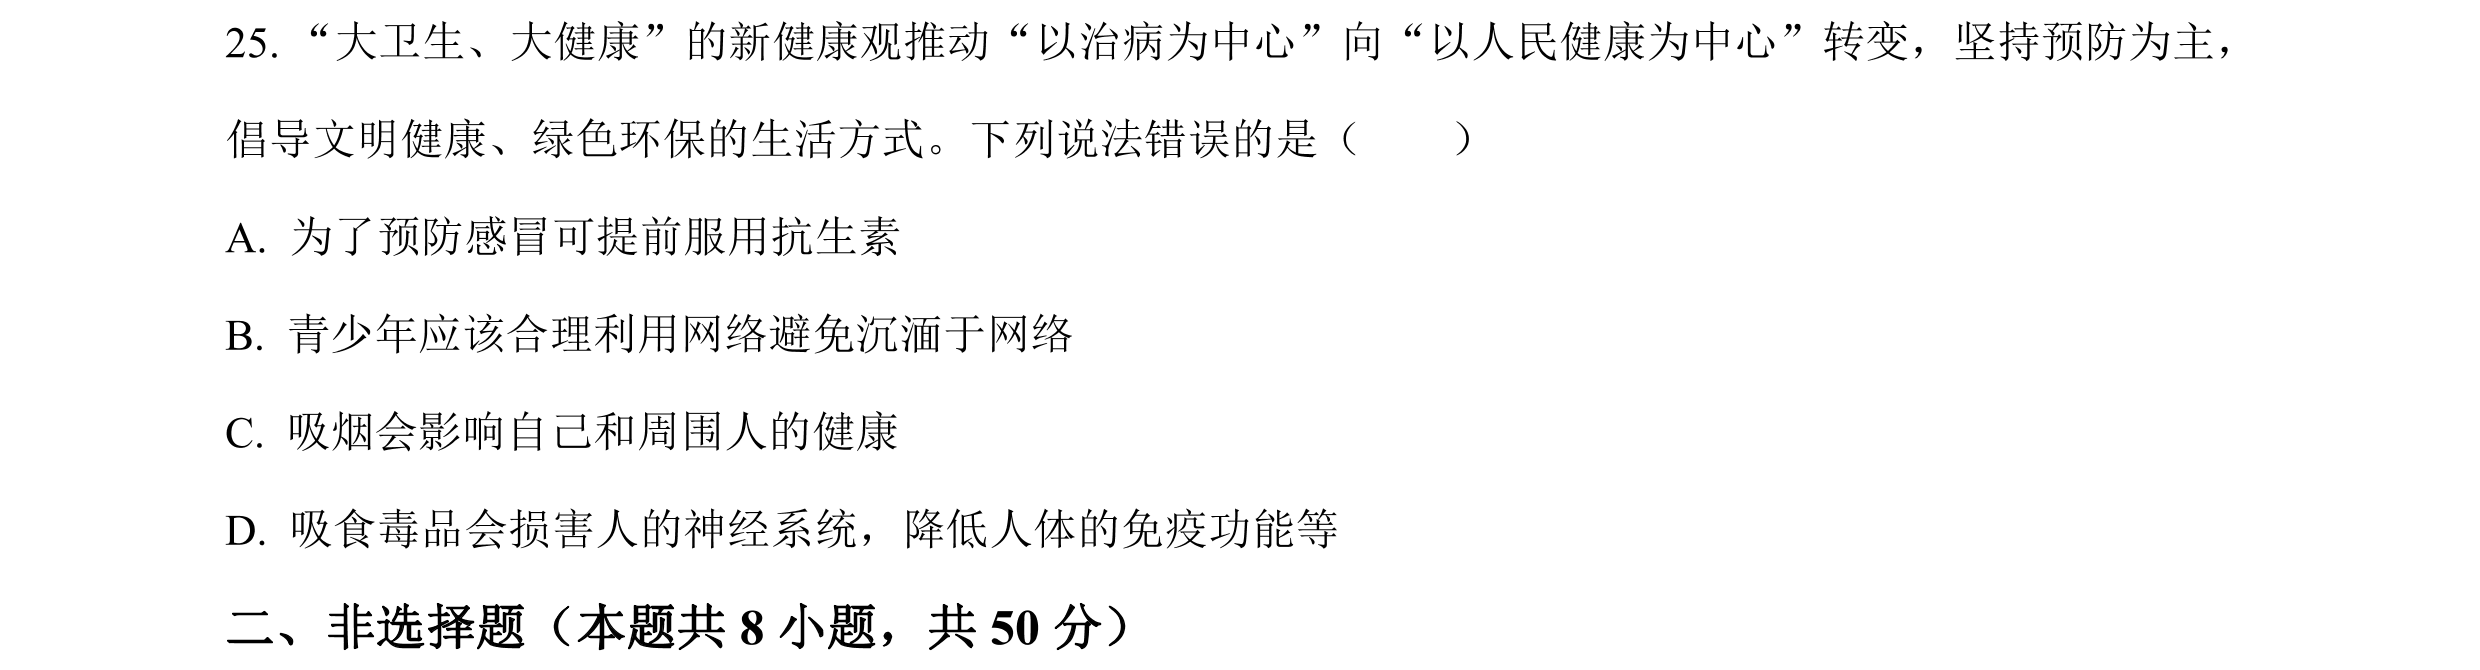 25. “大卫生、大健康”的新健康观推动“以治病为中心”向“以人民健康为中心”转变，坚持预防为主，
倡导文明健康、绿色环保的生活方式。下列说法错误的是（　　）
A. 为了预防感冒可提前服用抗生素
B. 青少年应该合理利用网络避免沉湎于网络
C. 吸烟会影响自己和周围人的健康
D. 吸食毒品会损害人的神经系统，降低人体的免疫功能等
二、非选择题（本题共 8 小题，共 50 分）